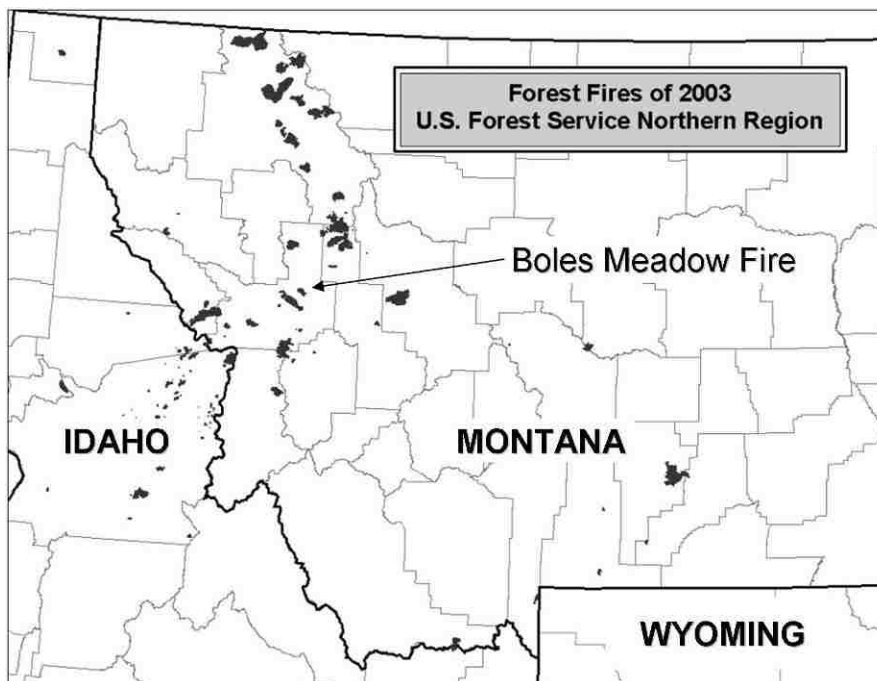 Forest Fires of 2003
U.S. Forest Service Northern Region
Boles Meadow Fire
IDAHO
MONTANA
WYOMING